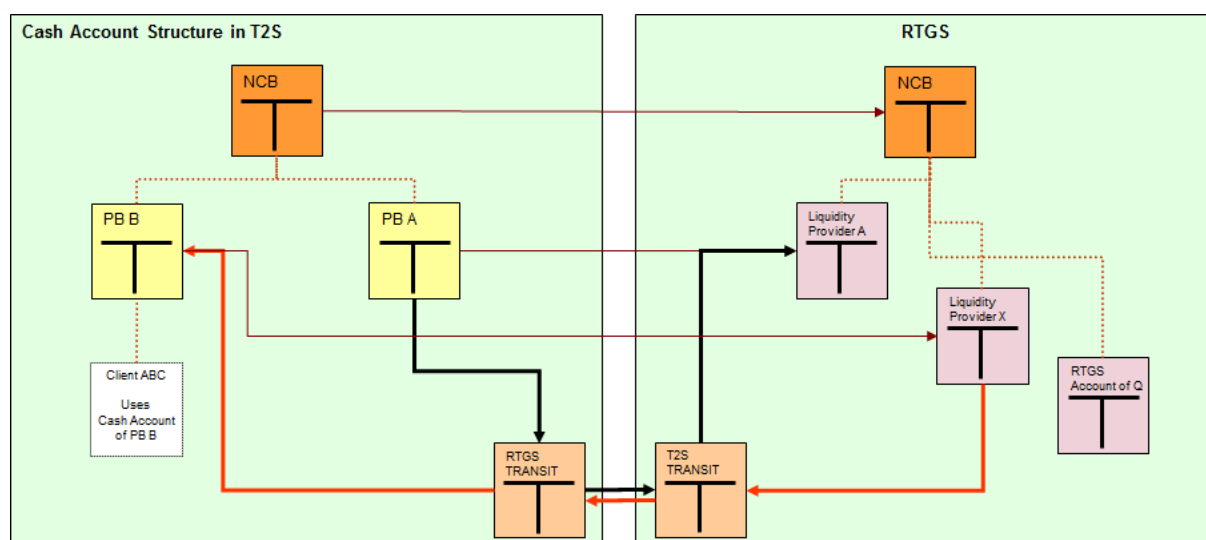 Cash Account Structure in T2S
RTGS
NCB
NCB
PB B
PB A
Liquidity
Provider A
Liquidity
Provider X
Client ABC
Uses
Cash Account
of PB B
RTGS
Account of Q
RTGS
TRANSIT
T2S
TRANSIT